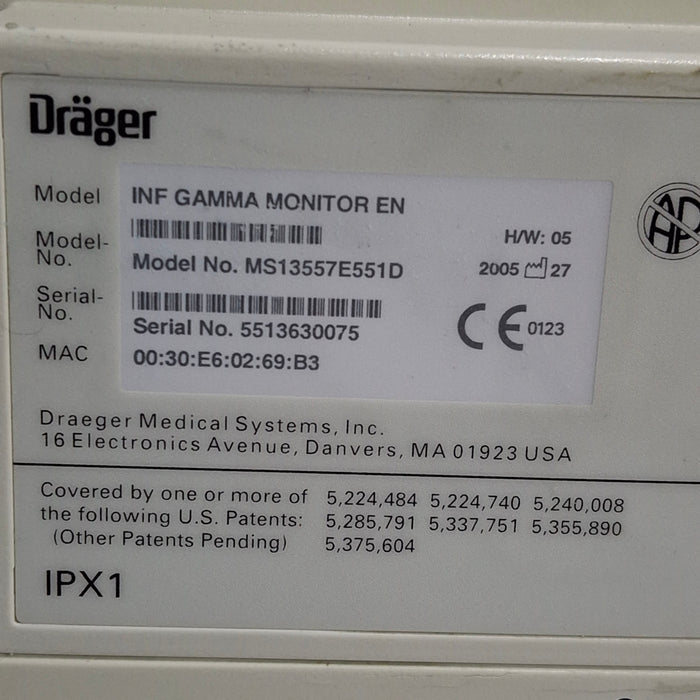 Dräger
Model INF GAMMA MONITOR EN
Model-No. Model No. MS13557E551D
H/W: 05
2005 27
Serial-No. Serial No. 5513630075
CE 0123
MAC 00:30:E6:02:69:B3
AP
Draeger Medical Systems, Inc.
16 Electronics Avenue, Danvers, MA 01923 USA
Covered by one or more of 5,224,484 5,224,740 5,240,008
the following U.S. Patents: 5,285,791 5,337,751 5,355,890
(Other Patents Pending) 5,375,604
IPX1